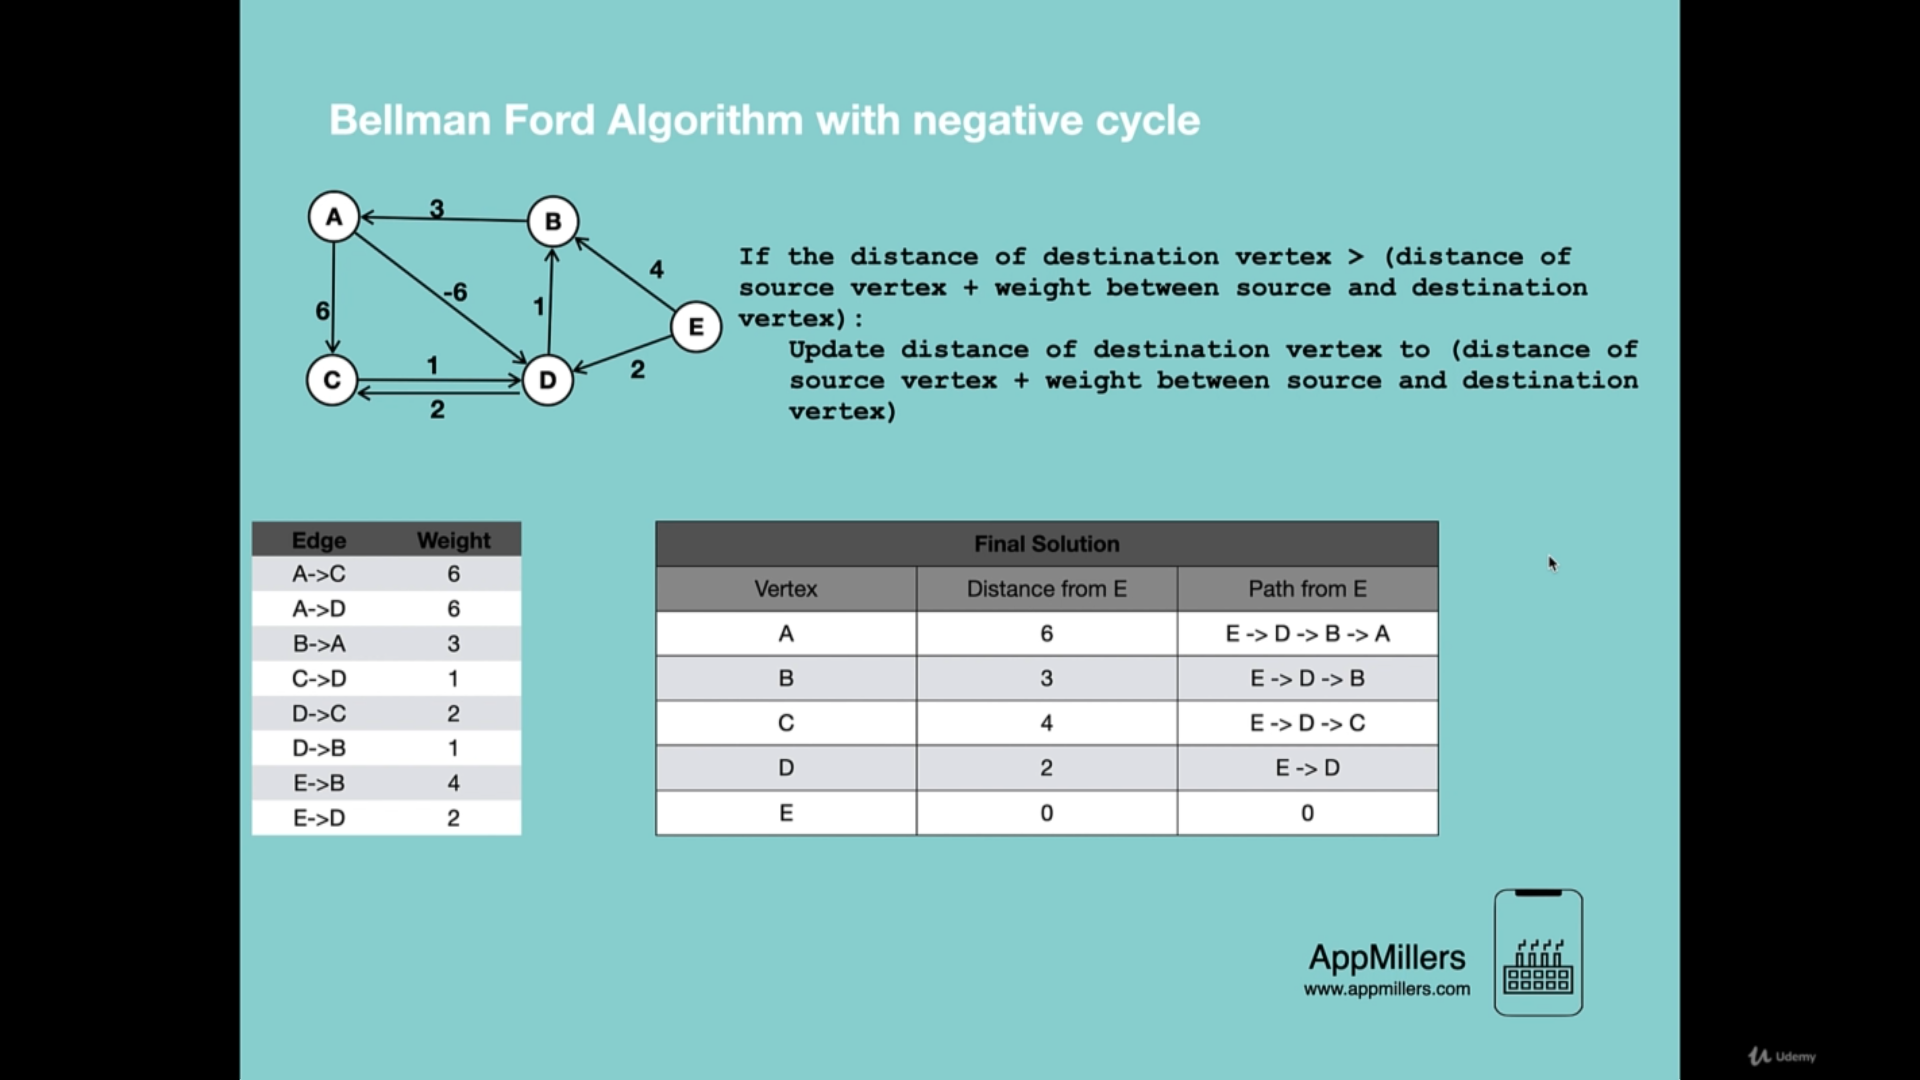 Bellman Ford Algorithm with negative cycle
A
3
B
4
-6
6
1
E
If the distance of destination vertex > (distance of
source vertex + weight between source and destination
vertex):
Update distance of destination vertex to (distance of
source vertex + weight between source and destination
vertex)
C
1
D
2
2
Edge Weight
A->C 6
A->D 6
B->A 3
C->D 1
D->C 2
D->B 1
E->B 4
E->D 2
Final Solution
Vertex Distance from E Path from E
A 6 E -> D -> B -> A
B 3 E -> D -> B
C 4 E -> D -> C
D 2 E -> D
E 0 0
AppMillers
www.appmillers.com
Udemy